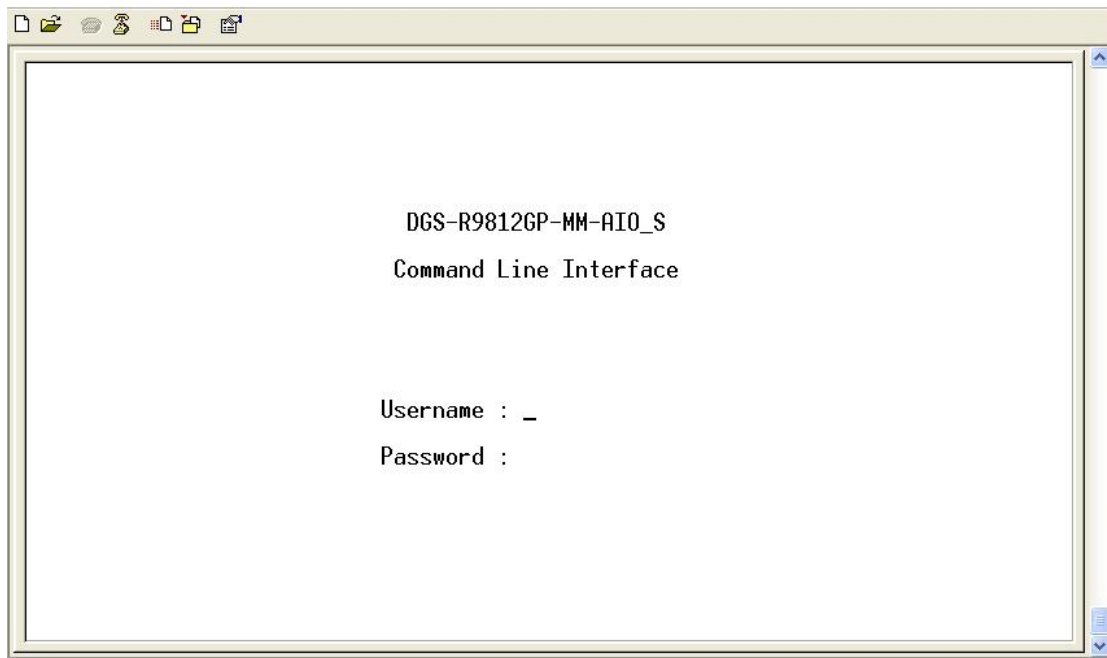 DGS-R9812GP-MM-AIO_S
Command Line Interface
Username : _
Password :